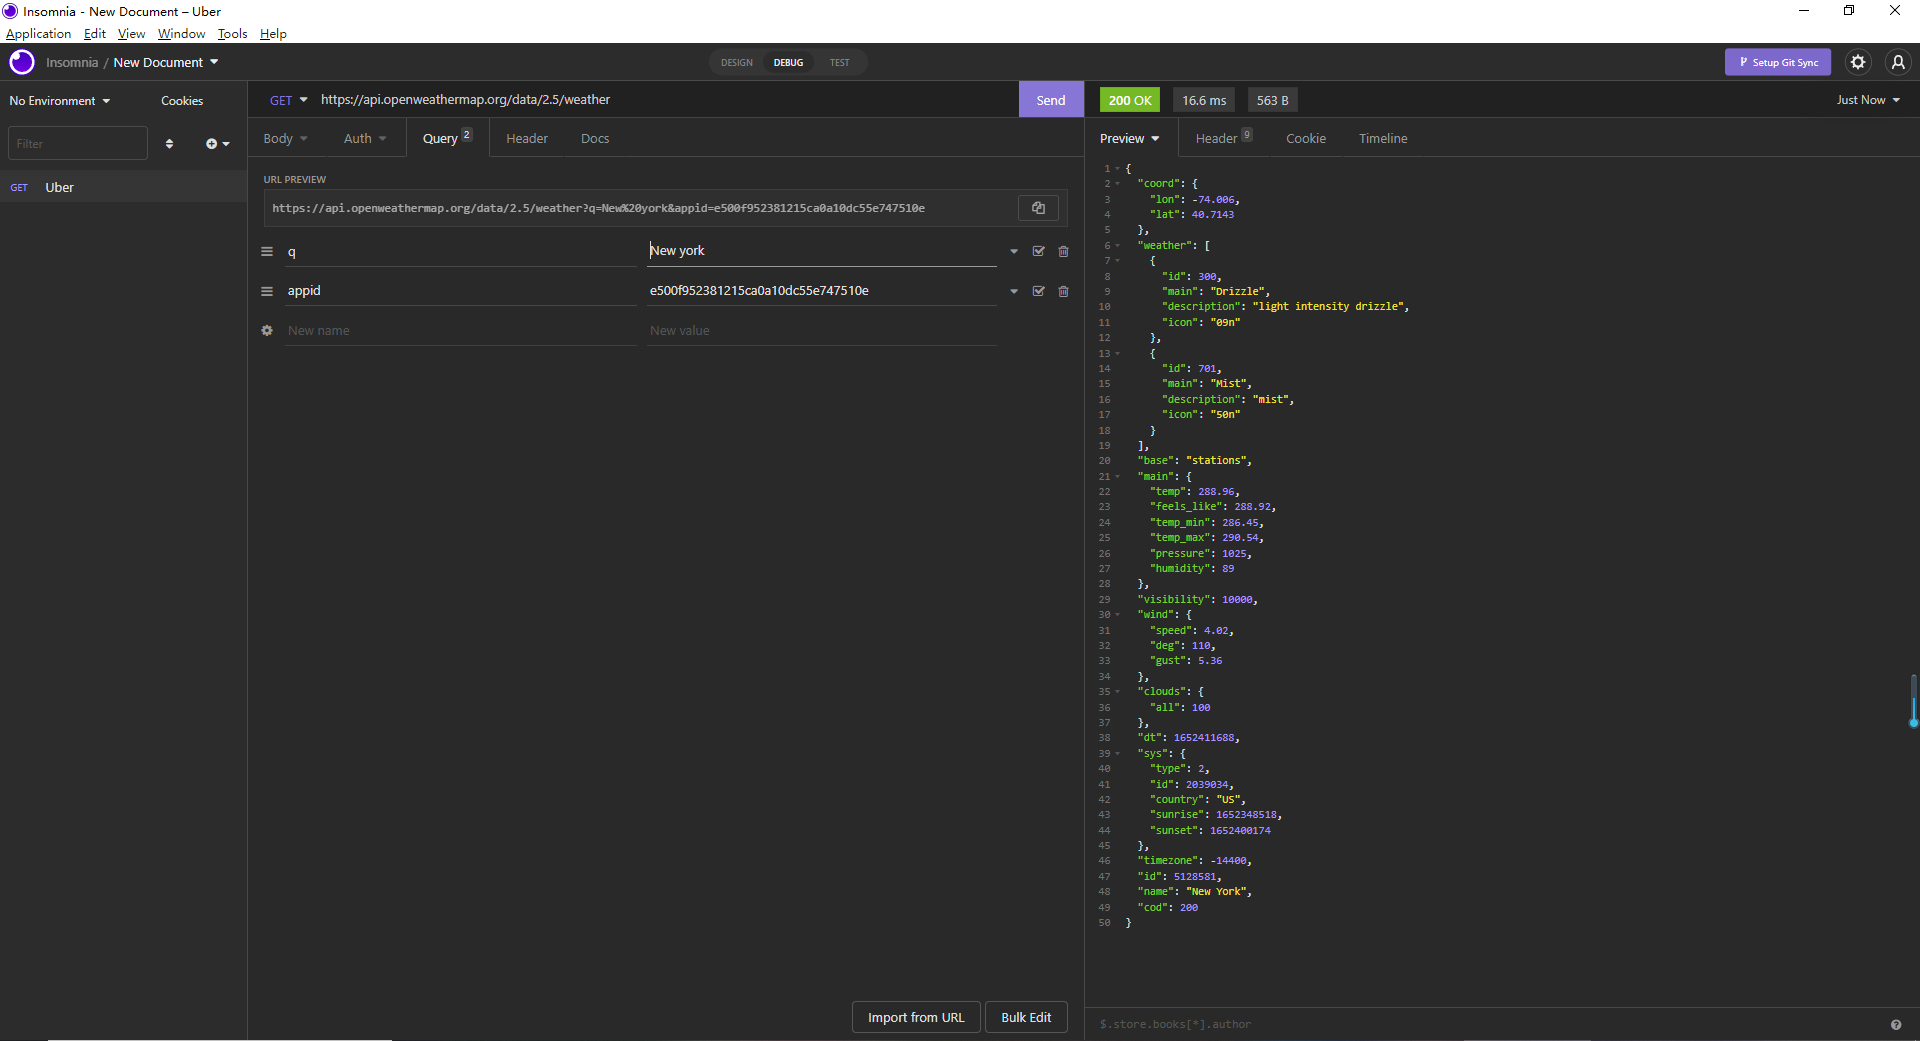 Insomnia - New Document – Uber
Application Edit View Window Tools Help
Insomnia / New Document
DESIGN DEBUG TEST
Setup Git Sync
No Environment Cookies
Filter
GET Uber
GET https://api.openweathermap.org/data/2.5/weather Send
Body Auth Query 2 Header Docs
URL PREVIEW
https://api.openweathermap.org/data/2.5/weather?q=New%20york&appid=e500f952381215ca0a10dc55e747510e
q New york
appid e500f952381215ca0a10dc55e747510e
New name New value
Import from URL Bulk Edit
200 OK 16.6 ms 563 B Just Now
Preview Header 9 Cookie Timeline
1 {
2 "coord": {
3 "lon": -74.006,
4 "lat": 40.7143
5 },
6 "weather": [
7 {
8 "id": 300,
9 "main": "Drizzle",
10 "description": "light intensity drizzle",
11 "icon": "09n"
12 },
13 {
14 "id": 701,
15 "main": "Mist",
16 "description": "mist",
17 "icon": "50n"
18 }
19 ],
20 "base": "stations",
21 "main": {
22 "temp": 288.96,
23 "feels_like": 288.92,
24 "temp_min": 286.45,
25 "temp_max": 290.54,
26 "pressure": 1025,
27 "humidity": 89
28 },
29 "visibility": 10000,
30 "wind": {
31 "speed": 4.02,
32 "deg": 110,
33 "gust": 5.36
34 },
35 "clouds": {
36 "all": 100
37 },
38 "dt": 1652411688,
39 "sys": {
40 "type": 2,
41 "id": 2039034,
42 "country": "US",
43 "sunrise": 1652348518,
44 "sunset": 1652400174
45 },
46 "timezone": -14400,
47 "id": 5128581,
48 "name": "New York",
49 "cod": 200
50 }
$.store.books[*].author